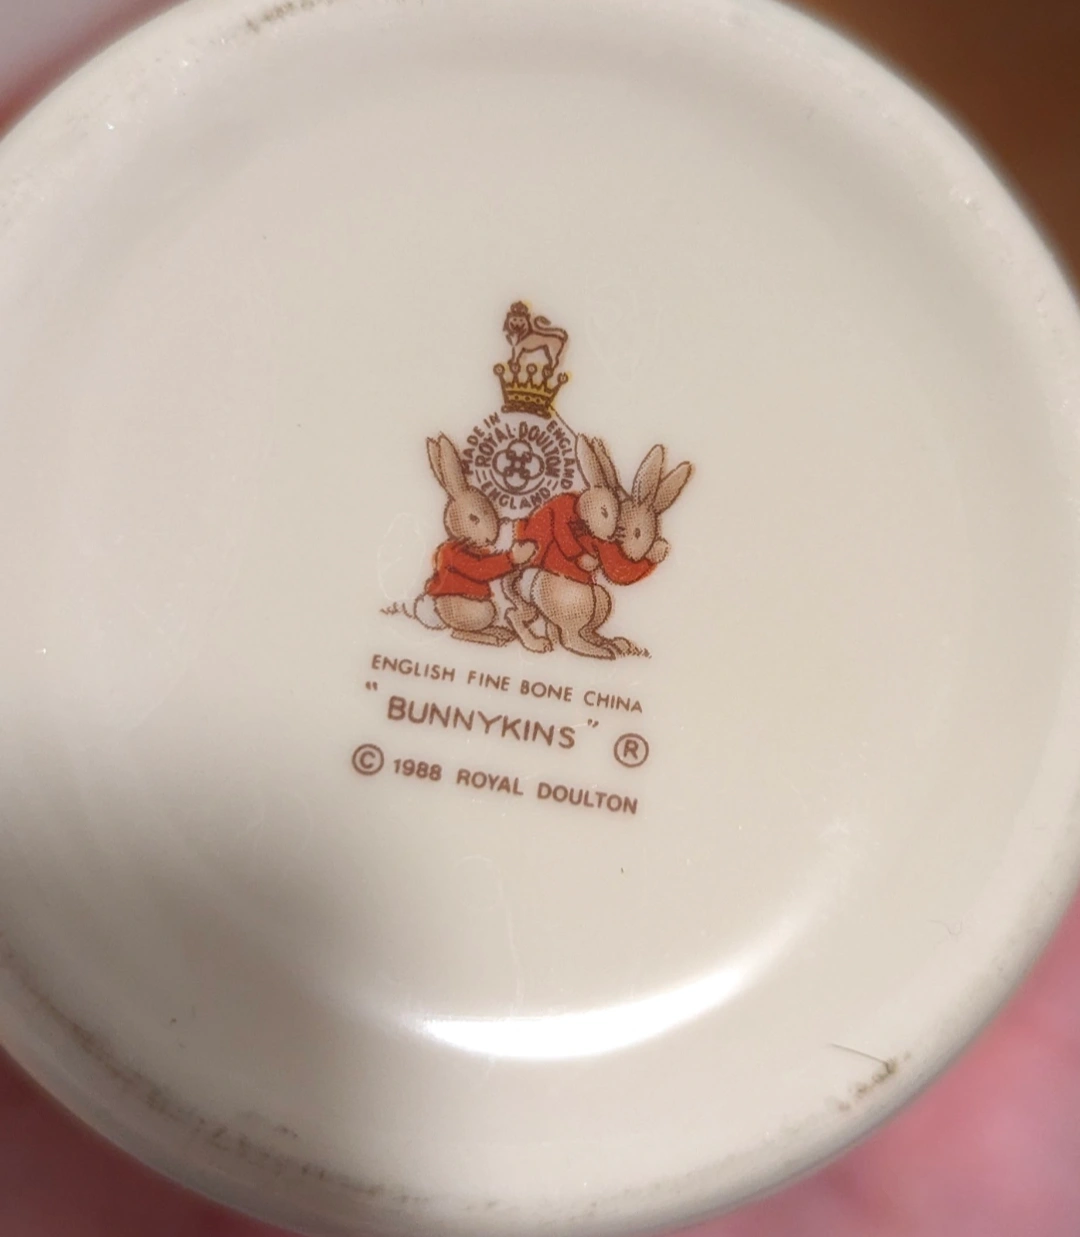 MADE IN ENGLAND
ROYAL·DOULTON
ENGLAND
ENGLISH FINE BONE CHINA
"BUNNYKINS" ®
© 1988 ROYAL DOULTON